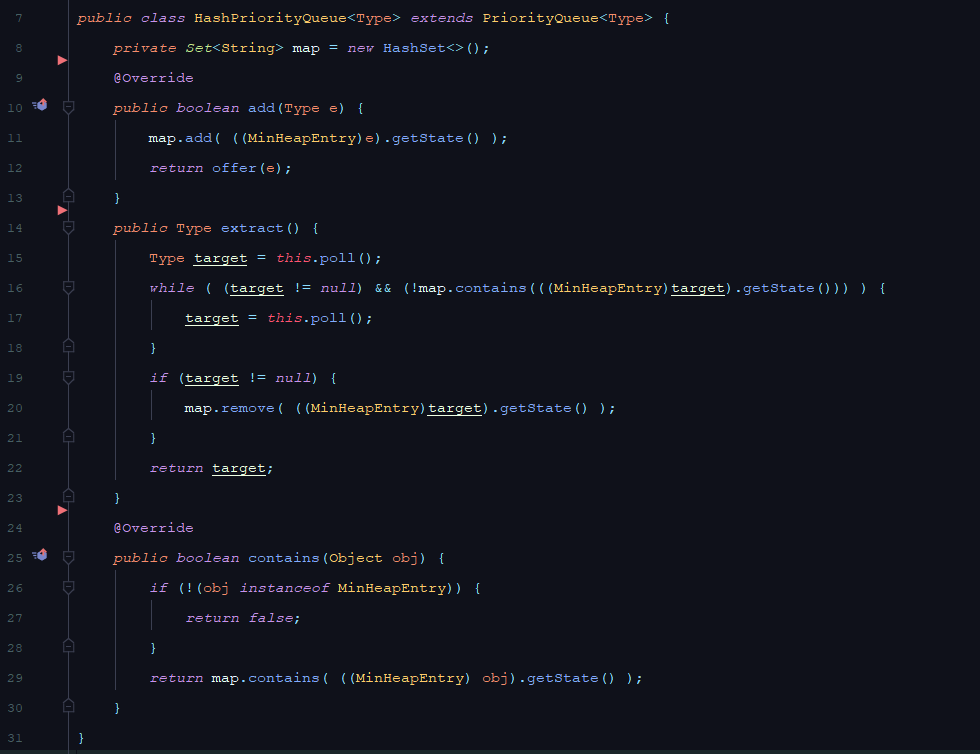 7 public class HashPriorityQueue<Type> extends PriorityQueue<Type> {
8 private Set<String> map = new HashSet<>();
9 @Override
10 public boolean add(Type e) {
11 map.add( ((MinHeapEntry)e).getState() );
12 return offer(e);
13 }
14 public Type extract() {
15 Type target = this.poll();
16 while ( (target != null) && (!map.contains(((MinHeapEntry)target).getState())) ) {
17 target = this.poll();
18 }
19 if (target != null) {
20 map.remove( ((MinHeapEntry)target).getState() );
21 }
22 return target;
23 }
24 @Override
25 public boolean contains(Object obj) {
26 if (!(obj instanceof MinHeapEntry)) {
27 return false;
28 }
29 return map.contains( ((MinHeapEntry) obj).getState() );
30 }
31 }